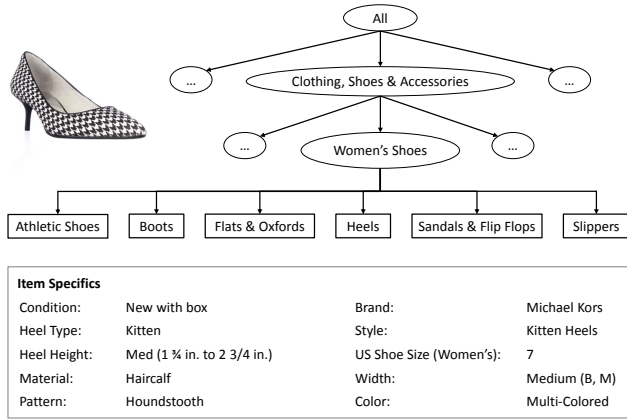 All
...
Clothing, Shoes & Accessories
...
...
Women's Shoes
...
Athletic Shoes
Boots
Flats & Oxfords
Heels
Sandals & Flip Flops
Slippers
Item Specifics
Condition: New with box Brand: Michael Kors
Heel Type: Kitten Style: Kitten Heels
Heel Height: Med (1 ¾ in. to 2 3/4 in.) US Shoe Size (Women's): 7
Material: Haircalf Width: Medium (B, M)
Pattern: Houndstooth Color: Multi-Colored